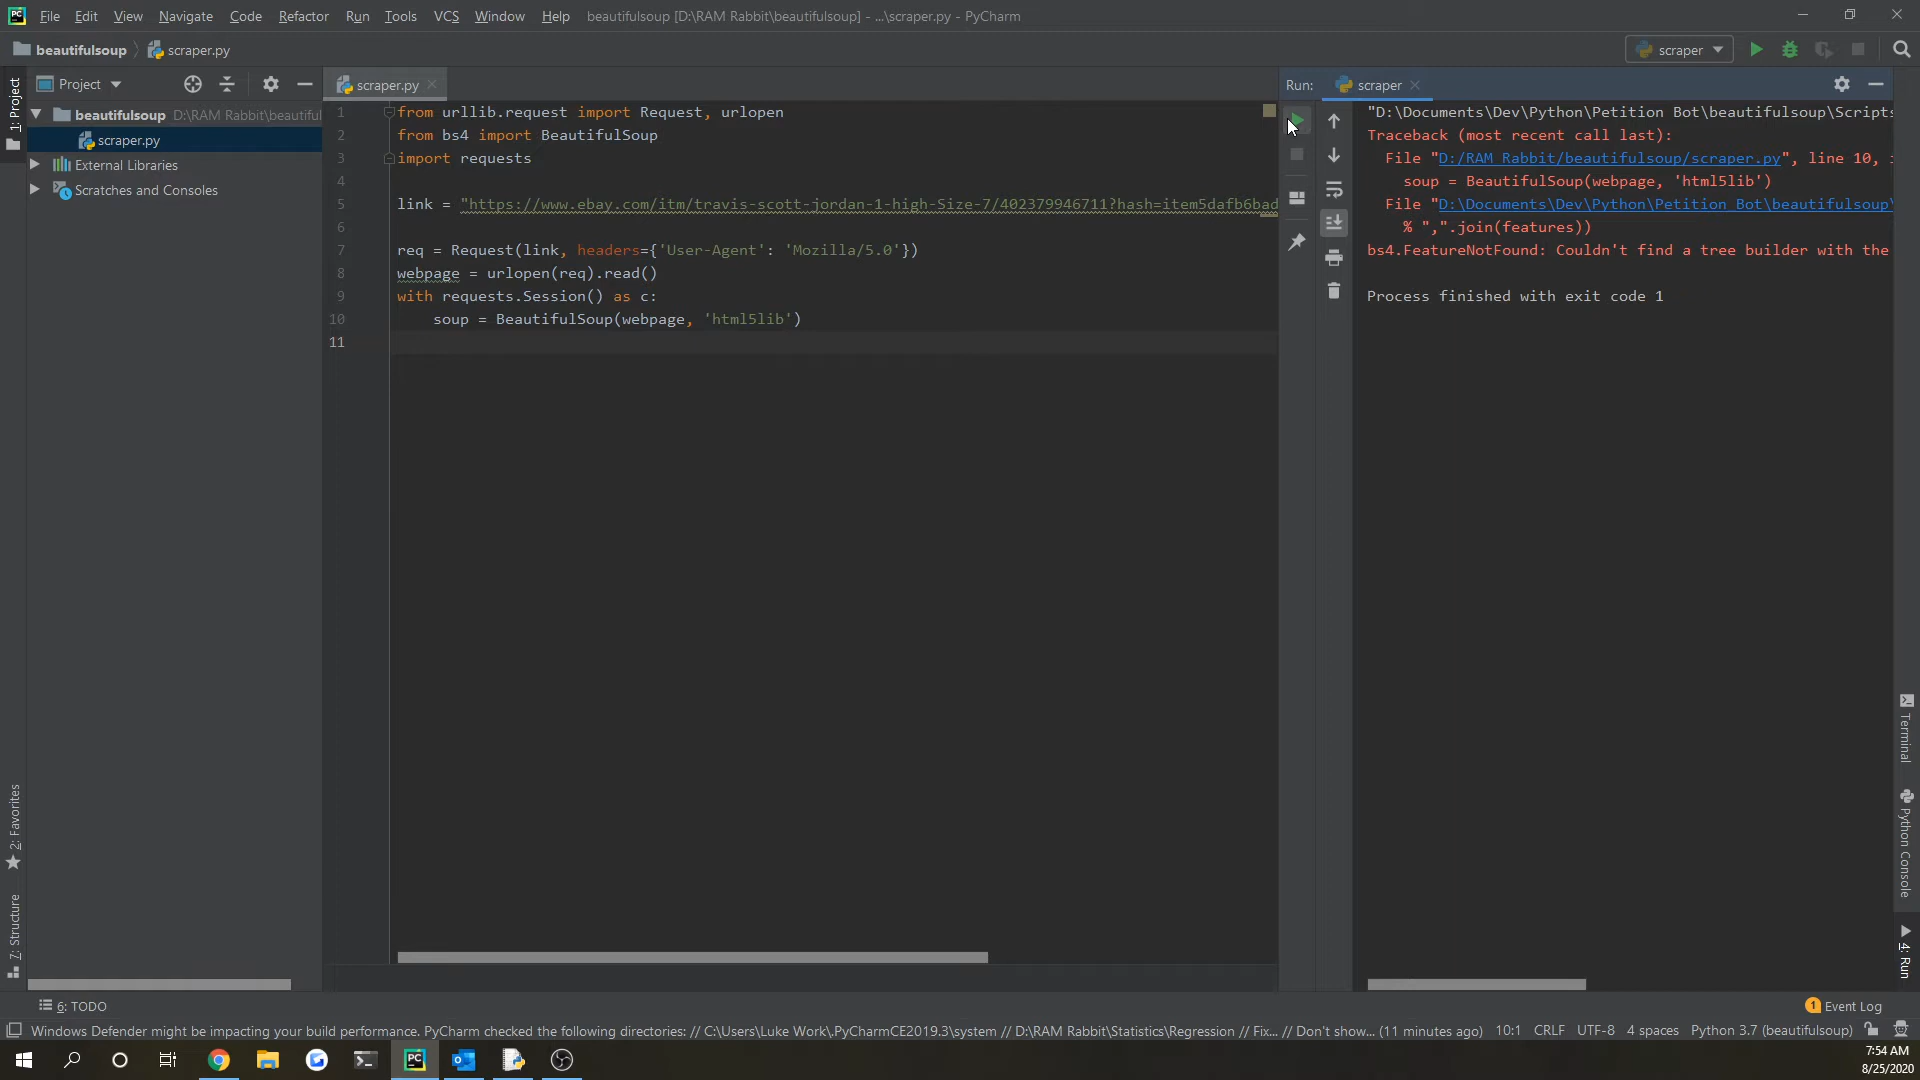 PC File Edit View Navigate Code Refactor Run Tools VCS Window Help beautifulsoup [D:\RAM Rabbit\beautifulsoup] - ...\scraper.py - PyCharm
beautifulsoup scraper.py scraper
1: Project
Project
scraper.py
Run: scraper
beautifulsoup D:\RAM Rabbit\beautiful
scraper.py
External Libraries
Scratches and Consoles
1 from urllib.request import Request, urlopen
2 from bs4 import BeautifulSoup
3 import requests
4
5 link = "https://www.ebay.com/itm/travis-scott-jordan-1-high-Size-7/402379946711?hash=item5dafb6bad
6
7 req = Request(link, headers={'User-Agent': 'Mozilla/5.0'})
8 webpage = urlopen(req).read()
9 with requests.Session() as c:
10 soup = BeautifulSoup(webpage, 'html5lib')
11
"D:\Documents\Dev\Python\Petition Bot\beautifulsoup\Scripts
Traceback (most recent call last):
File "D:/RAM Rabbit/beautifulsoup/scraper.py", line 10, i
soup = BeautifulSoup(webpage, 'html5lib')
File "D:\Documents\Dev\Python\Petition Bot\beautifulsoup\
% ",".join(features))
bs4.FeatureNotFound: Couldn't find a tree builder with the
Process finished with exit code 1
2: Favorites
7: Structure
Terminal
Python Console
4: Run
6: TODO
1 Event Log
Windows Defender might be impacting your build performance. PyCharm checked the following directories: // C:\Users\Luke Work\.PyCharmCE2019.3\system // D:\RAM Rabbit\Statistics\Regression // Fix... // Don't show... (11 minutes ago) 10:1 CRLF UTF-8 4 spaces Python 3.7 (beautifulsoup)
PC
7:54 AM
8/25/2020